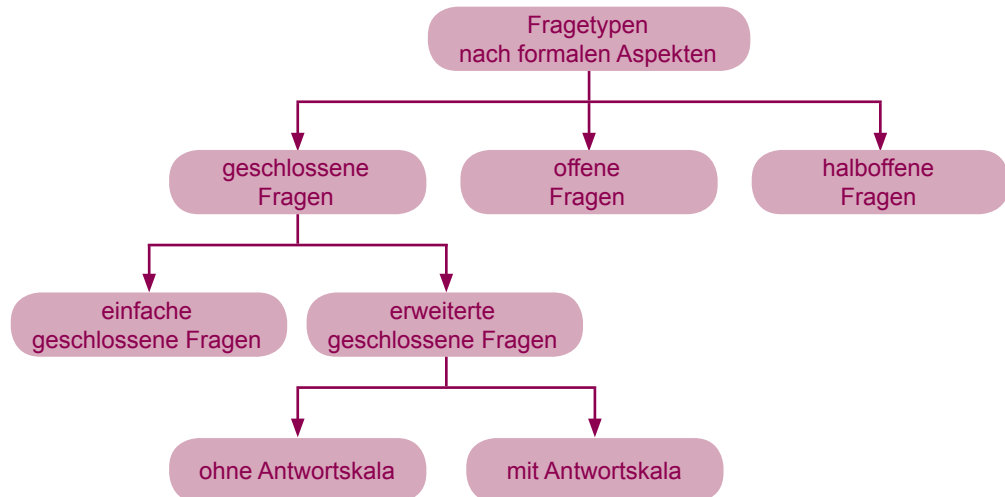 Fragetypen
nach formalen Aspekten
geschlossene
Fragen
offene
Fragen
halboffene
Fragen
einfache
geschlossene Fragen
erweiterte
geschlossene Fragen
ohne Antwortskala
mit Antwortskala